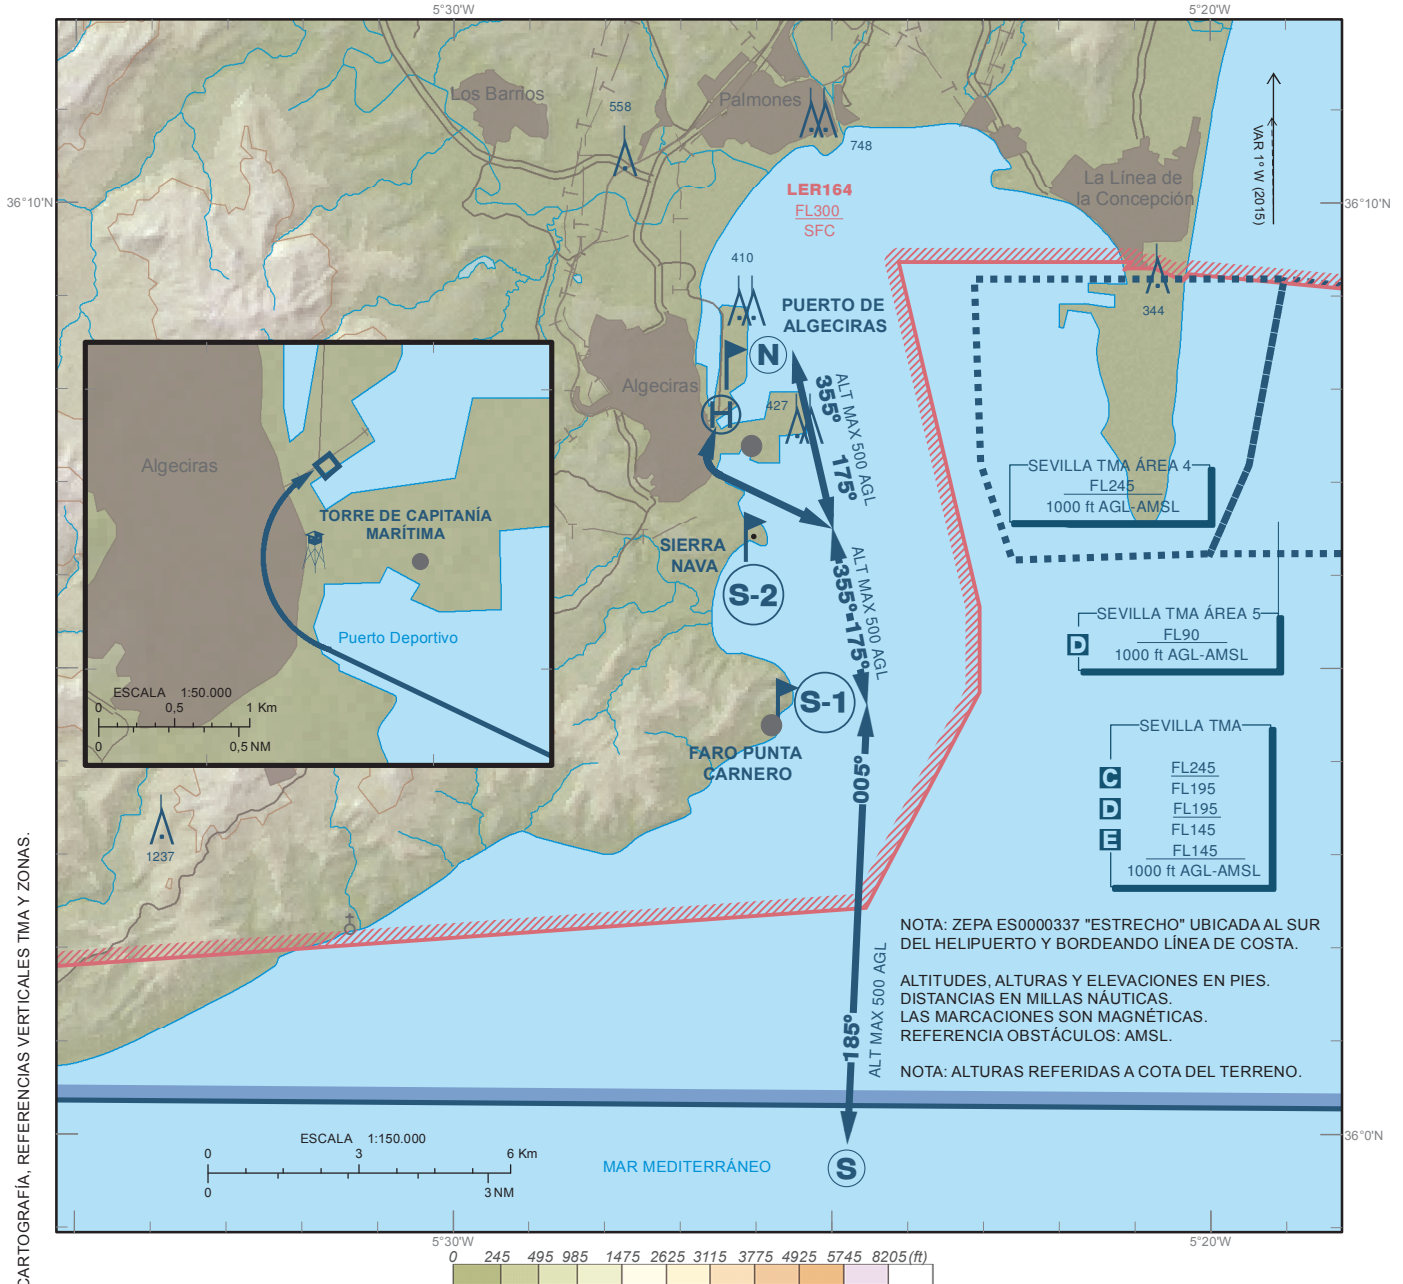 5°30'W
5°20'W
Los Barrios
558
Palmones
748
La Línea de
la Concepción
VAR 1° W (2015)
36°10'N
36°10'N
LER164
FL300
SFC
410
344
PUERTO DE
ALGECIRAS
N
Algeciras
H
427
355° 175°
ALT MAX 500 AGL
SEVILLA TMA ÁREA 4
FL245
1000 ft AGL-AMSL
Algeciras
TORRE DE CAPITANÍA
MARÍTIMA
Puerto Deportivo
ESCALA 1:50.000
0 0,5 1 Km
0 0,5 NM
SIERRA
NAVA
S-2
355°-175°
ALT MAX 500 AGL
SEVILLA TMA ÁREA 5
D
FL90
1000 ft AGL-AMSL
S-1
FARO PUNTA
CARNERO
005°
SEVILLA TMA
C
FL245
FL195
D
FL195
FL145
E
FL145
1000 ft AGL-AMSL
1237
185°
ALT MAX 500 AGL
NOTA: ZEPA ES0000337 "ESTRECHO" UBICADA AL SUR
DEL HELIPUERTO Y BORDEANDO LÍNEA DE COSTA.
ALTITUDES, ALTURAS Y ELEVACIONES EN PIES.
DISTANCIAS EN MILLAS NÁUTICAS.
LAS MARCACIONES SON MAGNÉTICAS.
REFERENCIA OBSTÁCULOS: AMSL.
NOTA: ALTURAS REFERIDAS A COTA DEL TERRENO.
CARTOGRAFÍA, REFERENCIAS VERTICALES TMA Y ZONAS.
36°0'N
ESCALA 1:150.000
0 3 6 Km
0 3 NM
MAR MEDITERRÁNEO
S
5°30'W
5°20'W
0 245 495 985 1475 2625 3115 3775 4925 5745 8205(ft)